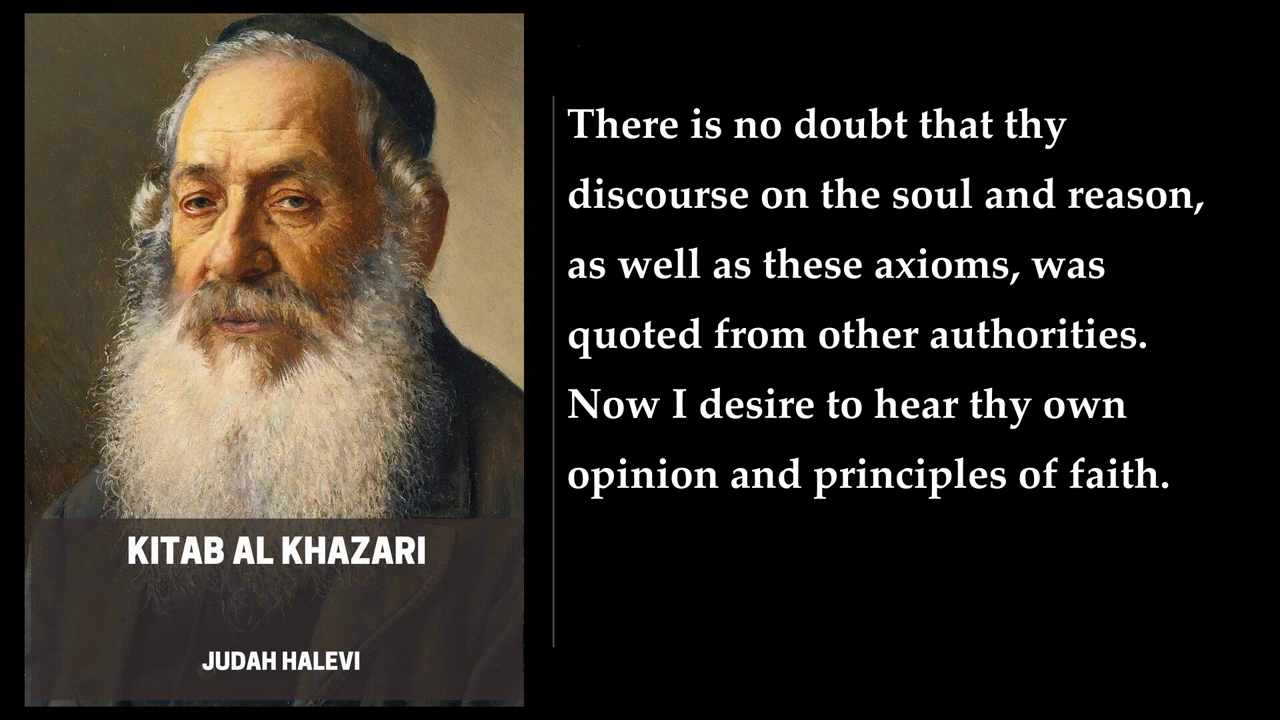 KITAB AL KHAZARI
JUDAH HALEVI
There is no doubt that thy
discourse on the soul and reason,
as well as these axioms, was
quoted from other authorities.
Now I desire to hear thy own
opinion and principles of faith.